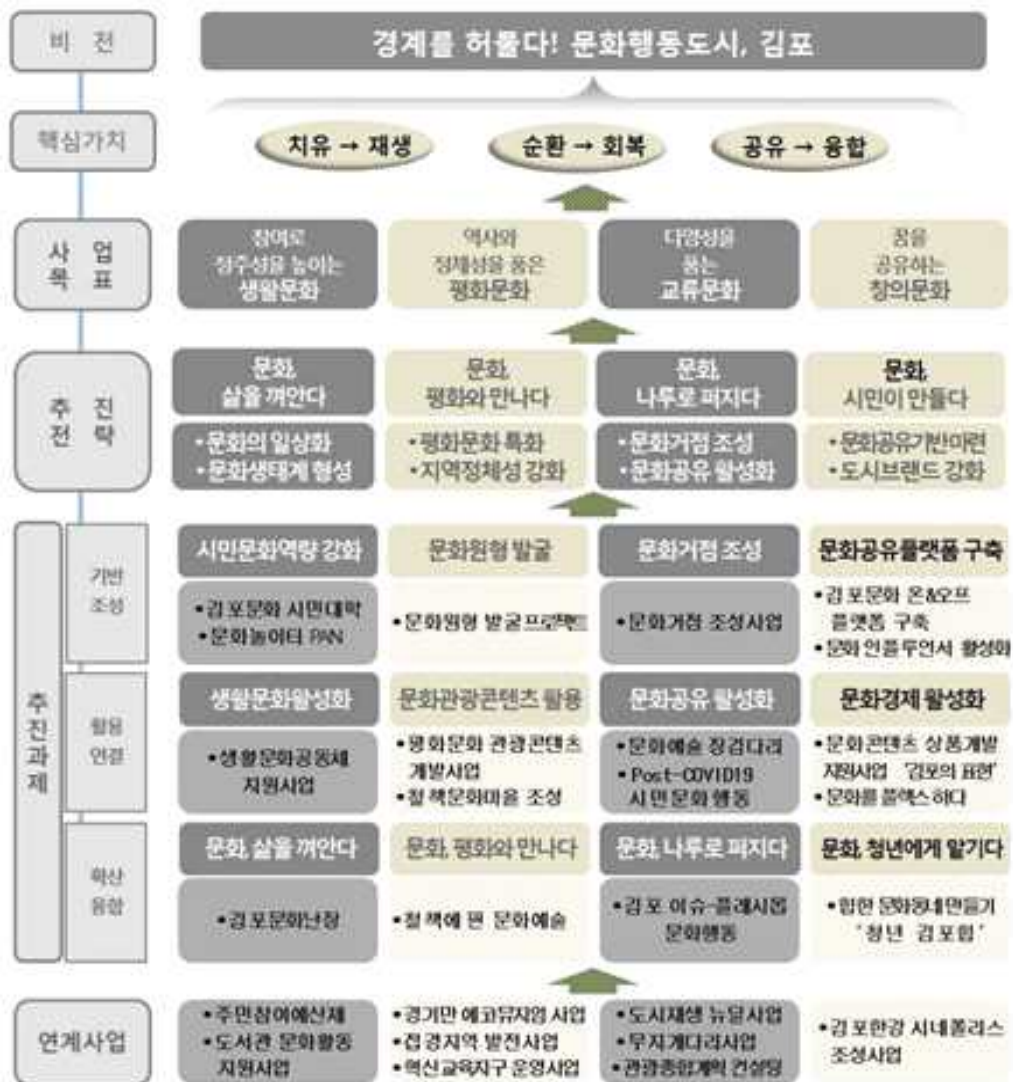 비 전
경계를 허물다! 문화행동도시, 김포
핵심가치
치유 → 재생
순환 → 회복
공유 → 융합
사 업
목 표
참여로
정주성을 높이는
생활문화
역사와
정체성을 품은
평화문화
다양성을
품는
교류문화
꿈을
공유하는
창의문화
추 진
전 략
문화,
삶을 껴안다
•문화의 일상화
•문화생태계 형성
문화,
평화와 만나다
•평화문화 특화
•지역정체성 강화
문화,
나루로 퍼지다
•문화거점 조성
•문화공유 활성화
문화,
시민이 만들다
•문화공유기반마련
•도시브랜드 강화
추진과제
기반
조성
시민문화역량 강화
•김포문화 시민대학
•문화놀이터 PAN
문화원형 발굴
•문화원형 발굴프로젝트
문화거점 조성
•문화거점 조성사업
문화공유플랫폼 구축
•김포문화 온&오프
플랫폼 구축
•문화인플루언서 활성화
활용
연결
생활문화활성화
•생활문화공동체
지원사업
문화관광콘텐츠 활용
•평화문화 관광콘텐츠
개발사업
•철책문화마을 조성
문화공유 활성화
•문화예술 징검다리
•Post-COVID19
시민문화행동
문화경제 활성화
•문화콘텐츠 상품개발
지원사업 '김포의 표현'
•문화를 플렉스하다
확산
융합
문화, 삶을 껴안다
•김포문화난장
문화, 평화와 만나다
•철책에 핀 문화예술
문화, 나루로 퍼지다
•김포 이슈-플래시몹
문화행동
문화, 청년에게 맡기다
•힙한 문화동네만들기
'청년 김포힙'
연계사업
•주민참여예산제
•도서관 문화활동
지원사업
•경기만 에코뮤지엄 사업
•접경지역 발전사업
•혁신교육지구 운영사업
•도시재생 뉴딜사업
•무지개다리사업
•관광종합계획 컨설팅
•김포한강 시네폴리스
조성사업